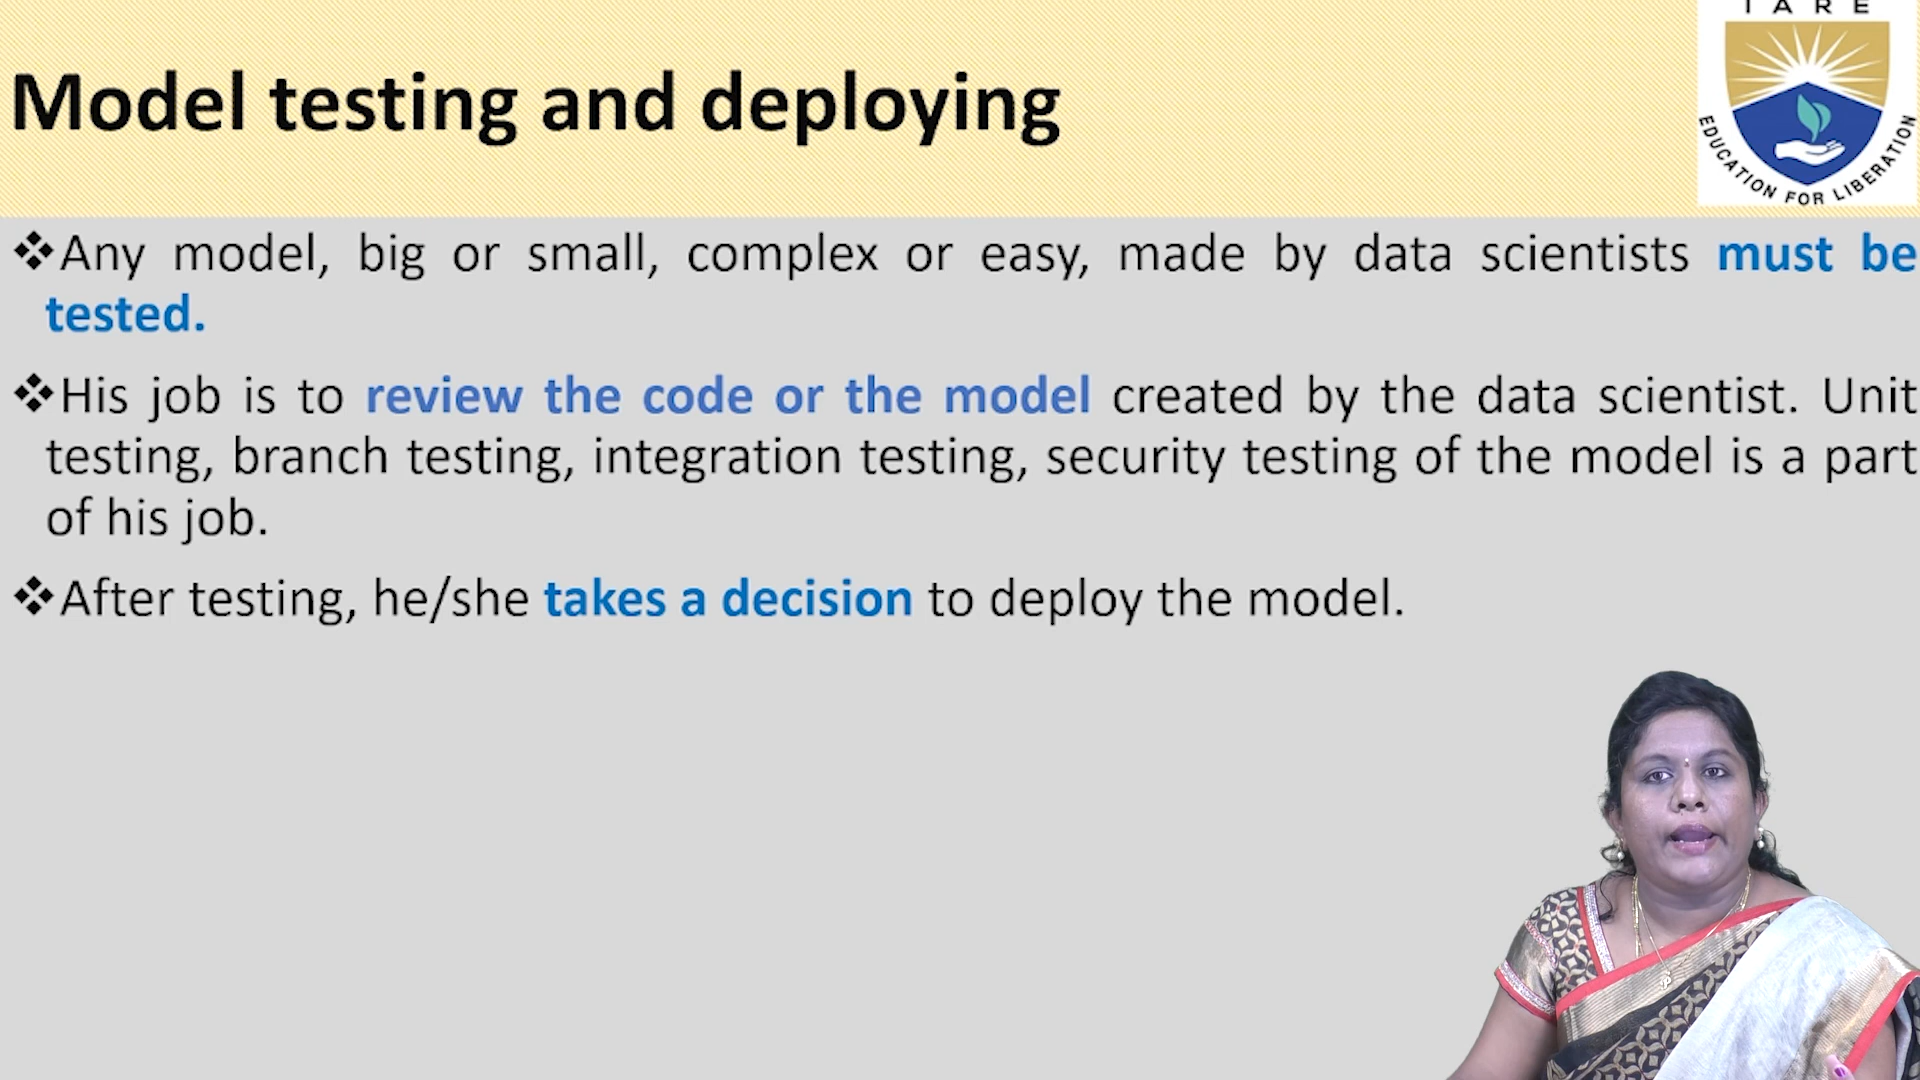 IARE
EDUCATION FOR LIBERATION
Model testing and deploying
❖Any model, big or small, complex or easy, made by data scientists must be
tested.
❖His job is to review the code or the model created by the data scientist. Unit
testing, branch testing, integration testing, security testing of the model is a part
of his job.
❖After testing, he/she takes a decision to deploy the model.